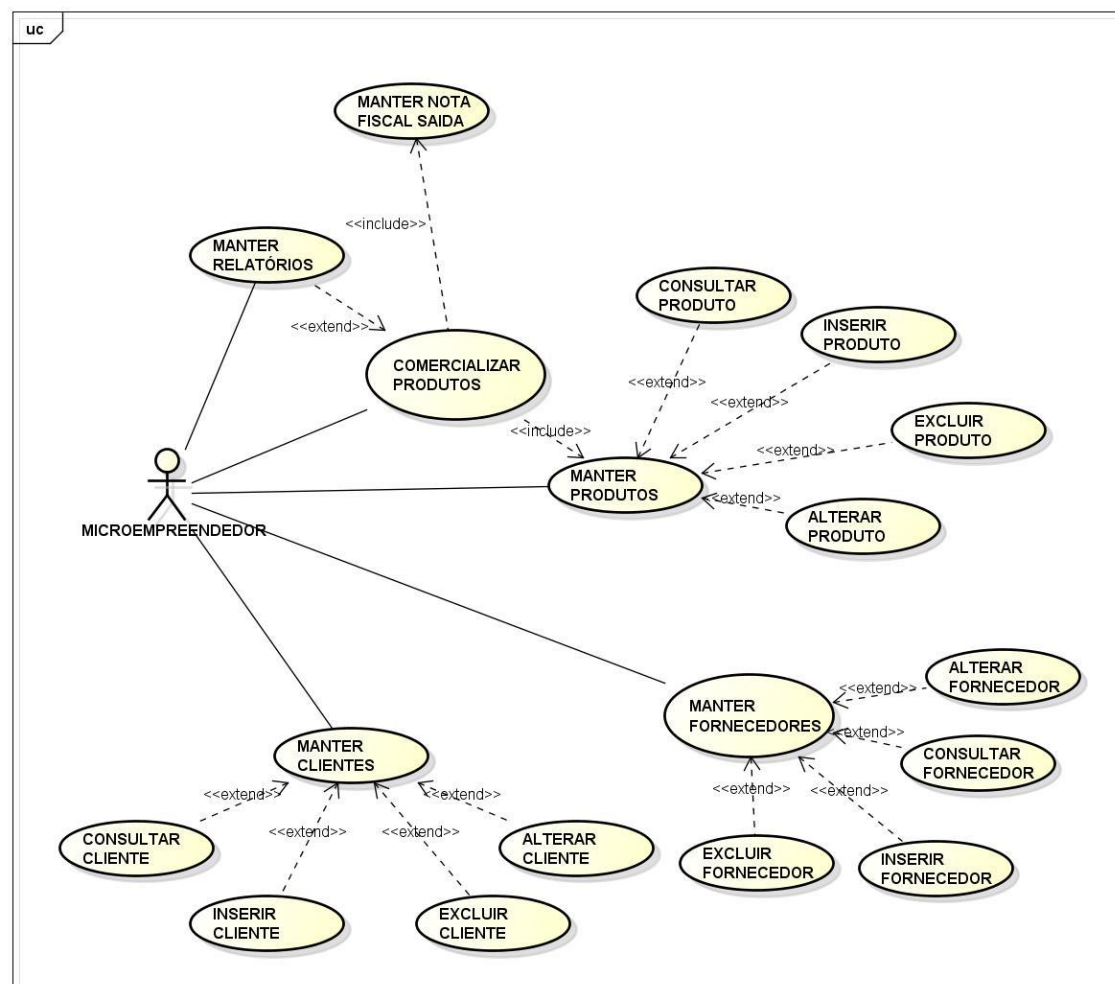 uc
MANTER NOTA
FISCAL SAIDA
<<include>>
MANTER
RELATÓRIOS
<<extend>>
COMERCIALIZAR
PRODUTOS
<<include>>
CONSULTAR
PRODUTO
INSERIR
PRODUTO
<<extend>>
<<extend>>
EXCLUIR
PRODUTO
<<extend>>
MANTER
PRODUTOS
<<extend>>
ALTERAR
PRODUTO
MICROEMPREENDEDOR
ALTERAR
FORNECEDOR
<<extend>>
MANTER
FORNECEDORES
<<extend>>
CONSULTAR
FORNECEDOR
<<extend>>
<<extend>>
EXCLUIR
FORNECEDOR
INSERIR
FORNECEDOR
MANTER
CLIENTES
<<extend>>
<<extend>>
<<extend>>
<<extend>>
CONSULTAR
CLIENTE
ALTERAR
CLIENTE
INSERIR
CLIENTE
EXCLUIR
CLIENTE